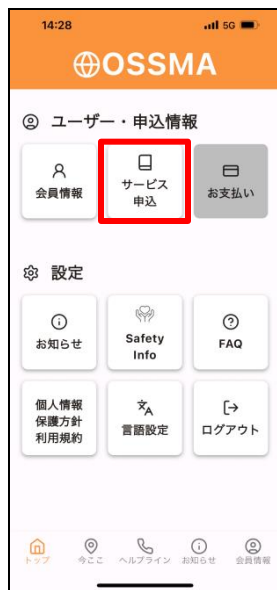 14:28
5G
OSSMA
ユーザー・申込情報
会員情報
サービス
申込
お支払い
設定
お知らせ
Safety
Info
FAQ
個人情報
保護方針
利用規約
言語設定
ログアウト
トップ
今ここ
ヘルプライン
お知らせ
会員情報